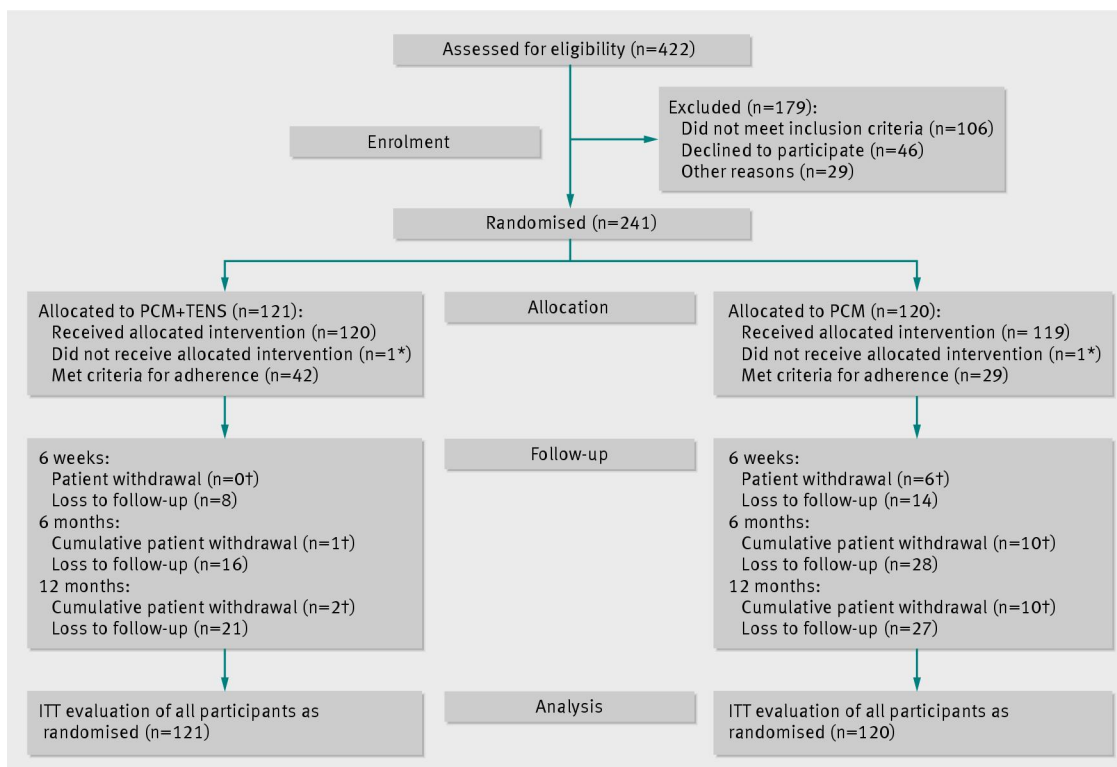 Assessed for eligibility (n=422)
Excluded (n=179):
Did not meet inclusion criteria (n=106)
Declined to participate (n=46)
Other reasons (n=29)
Enrolment
Randomised (n=241)
Allocated to PCM+TENS (n=121):
Received allocated intervention (n=120)
Did not receive allocated intervention (n=1*)
Met criteria for adherence (n=42)
Allocation
Allocated to PCM (n=120):
Received allocated intervention (n= 119)
Did not receive allocated intervention (n=1*)
Met criteria for adherence (n=29)
6 weeks:
Patient withdrawal (n=0†)
Loss to follow-up (n=8)
6 months:
Cumulative patient withdrawal (n=1†)
Loss to follow-up (n=16)
12 months:
Cumulative patient withdrawal (n=2†)
Loss to follow-up (n=21)
Follow-up
6 weeks:
Patient withdrawal (n=6†)
Loss to follow-up (n=14)
6 months:
Cumulative patient withdrawal (n=10†)
Loss to follow-up (n=28)
12 months:
Cumulative patient withdrawal (n=10†)
Loss to follow-up (n=27)
ITT evaluation of all participants as
randomised (n=121)
Analysis
ITT evaluation of all participants as
randomised (n=120)